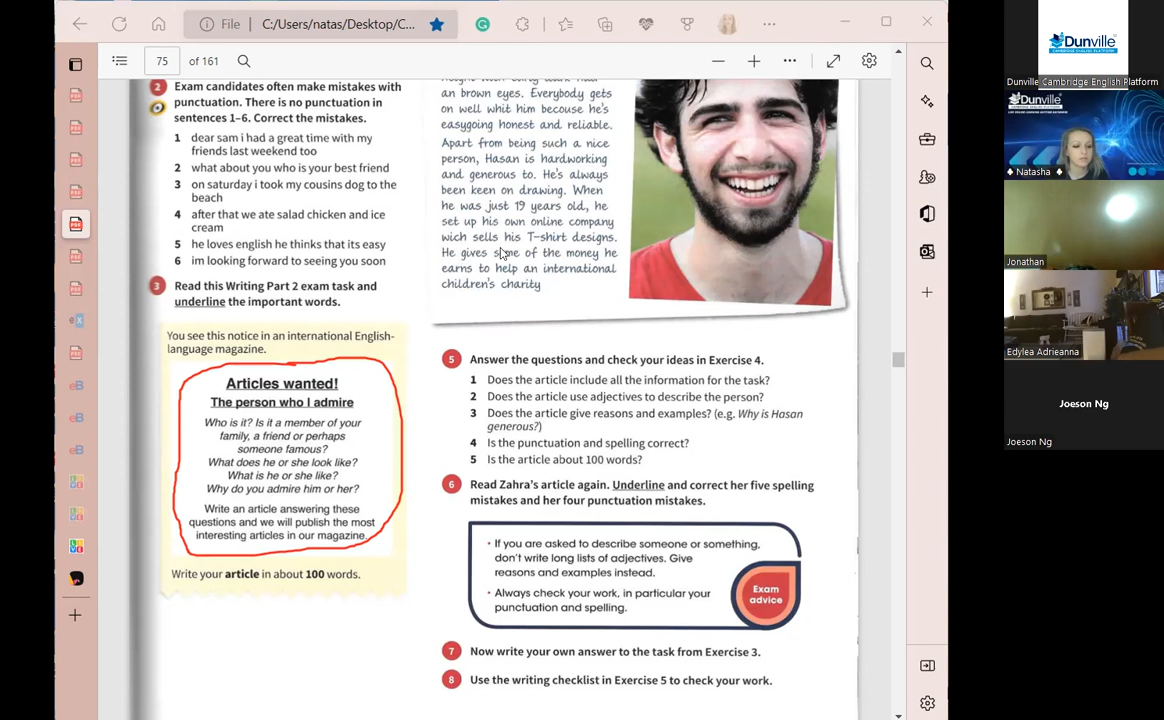 File
C:/Users/natas/Desktop/C...
75
of 161
2 Exam candidates often make mistakes with
punctuation. There is no punctuation in
sentences 1–6. Correct the mistakes.
1 dear sam i had a great time with my
friends last weekend too
2 what about you who is your best friend
3 on saturday i took my cousins dog to the
beach
4 after that we ate salad chicken and ice
cream
5 he loves english he thinks that its easy
6 im looking forward to seeing you soon
3 Read this Writing Part 2 exam task and
underline the important words.
You see this notice in an international English-
language magazine.
Articles wanted!
The person who I admire
Who is it? Is it a member of your
family, a friend or perhaps
someone famous?
What does he or she look like?
What is he or she like?
Why do you admire him or her?
Write an article answering these
questions and we will publish the most
interesting articles in our magazine.
Write your article in about 100 words.
an brown eyes. Everybody gets
on well whit him becouse he's
easygoing honest and reliable.
Apart from being such a nice
person, Hasan is hardworking
and generous to. He's always
been keen on drawing. When
he was just 19 years old, he
set up his own online company
wich sells his T-shirt designs.
He gives some of the money he
earns to help an international
children's charity
5 Answer the questions and check your ideas in Exercise 4.
1 Does the article include all the information for the task?
2 Does the article use adjectives to describe the person?
3 Does the article give reasons and examples? (e.g. Why is Hasan
generous?)
4 Is the punctuation and spelling correct?
5 Is the article about 100 words?
6 Read Zahra's article again. Underline and correct her five spelling
mistakes and her four punctuation mistakes.
• If you are asked to describe someone or something,
don't write long lists of adjectives. Give
reasons and examples instead.
• Always check your work, in particular your
punctuation and spelling.
Exam
advice
7 Now write your own answer to the task from Exercise 3.
8 Use the writing checklist in Exercise 5 to check your work.
Dunville
CAMBRIDGE ENGLISH PLATFORM
Dunville Cambridge English Platform
Dunville
Natasha
Jonathan
Edylea Adrieanna
Joeson Ng
Joeson Ng